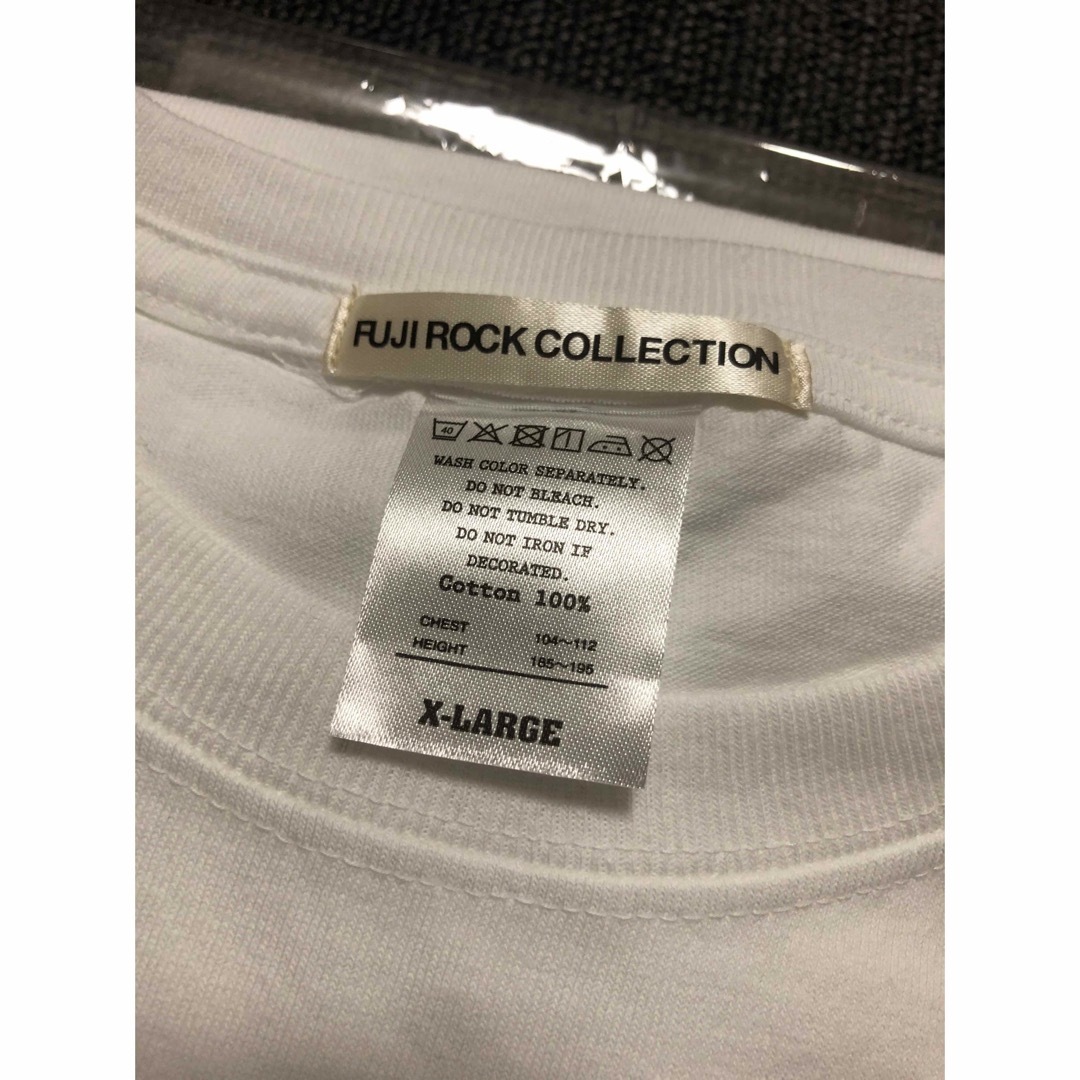 FUJI ROCK COLLECTION
40
WASH COLOR SEPARATELY.
DO NOT BLEACH.
DO NOT TUMBLE DRY.
DO NOT IRON IF
DECORATED.
Cotton 100%
CHEST 104~112
HEIGHT 185~195
X-LARGE